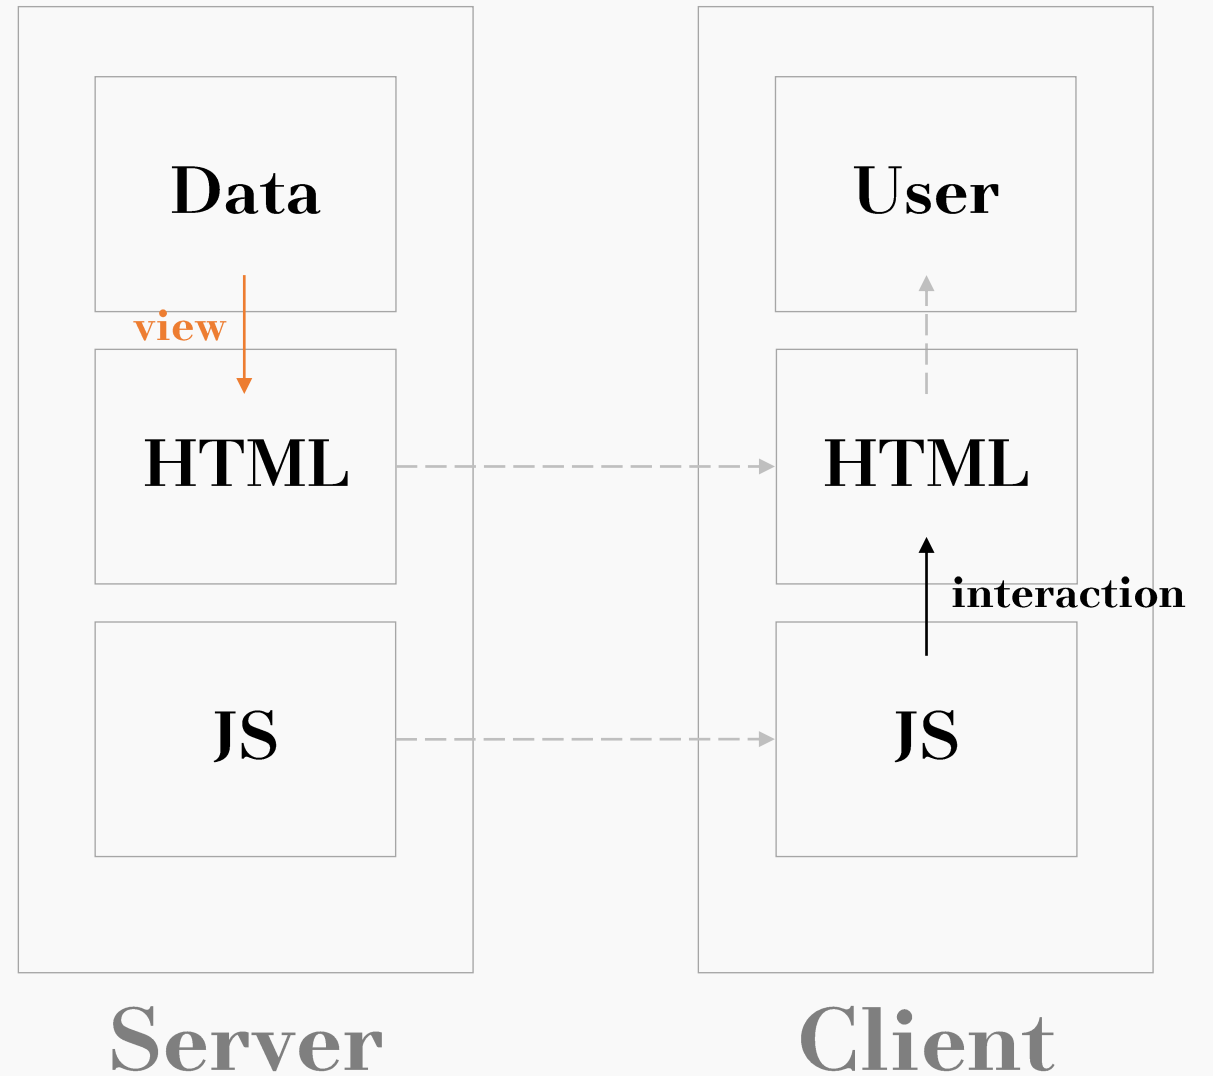 Data
view
HTML
JS
Server
User
HTML
interaction
JS
Client